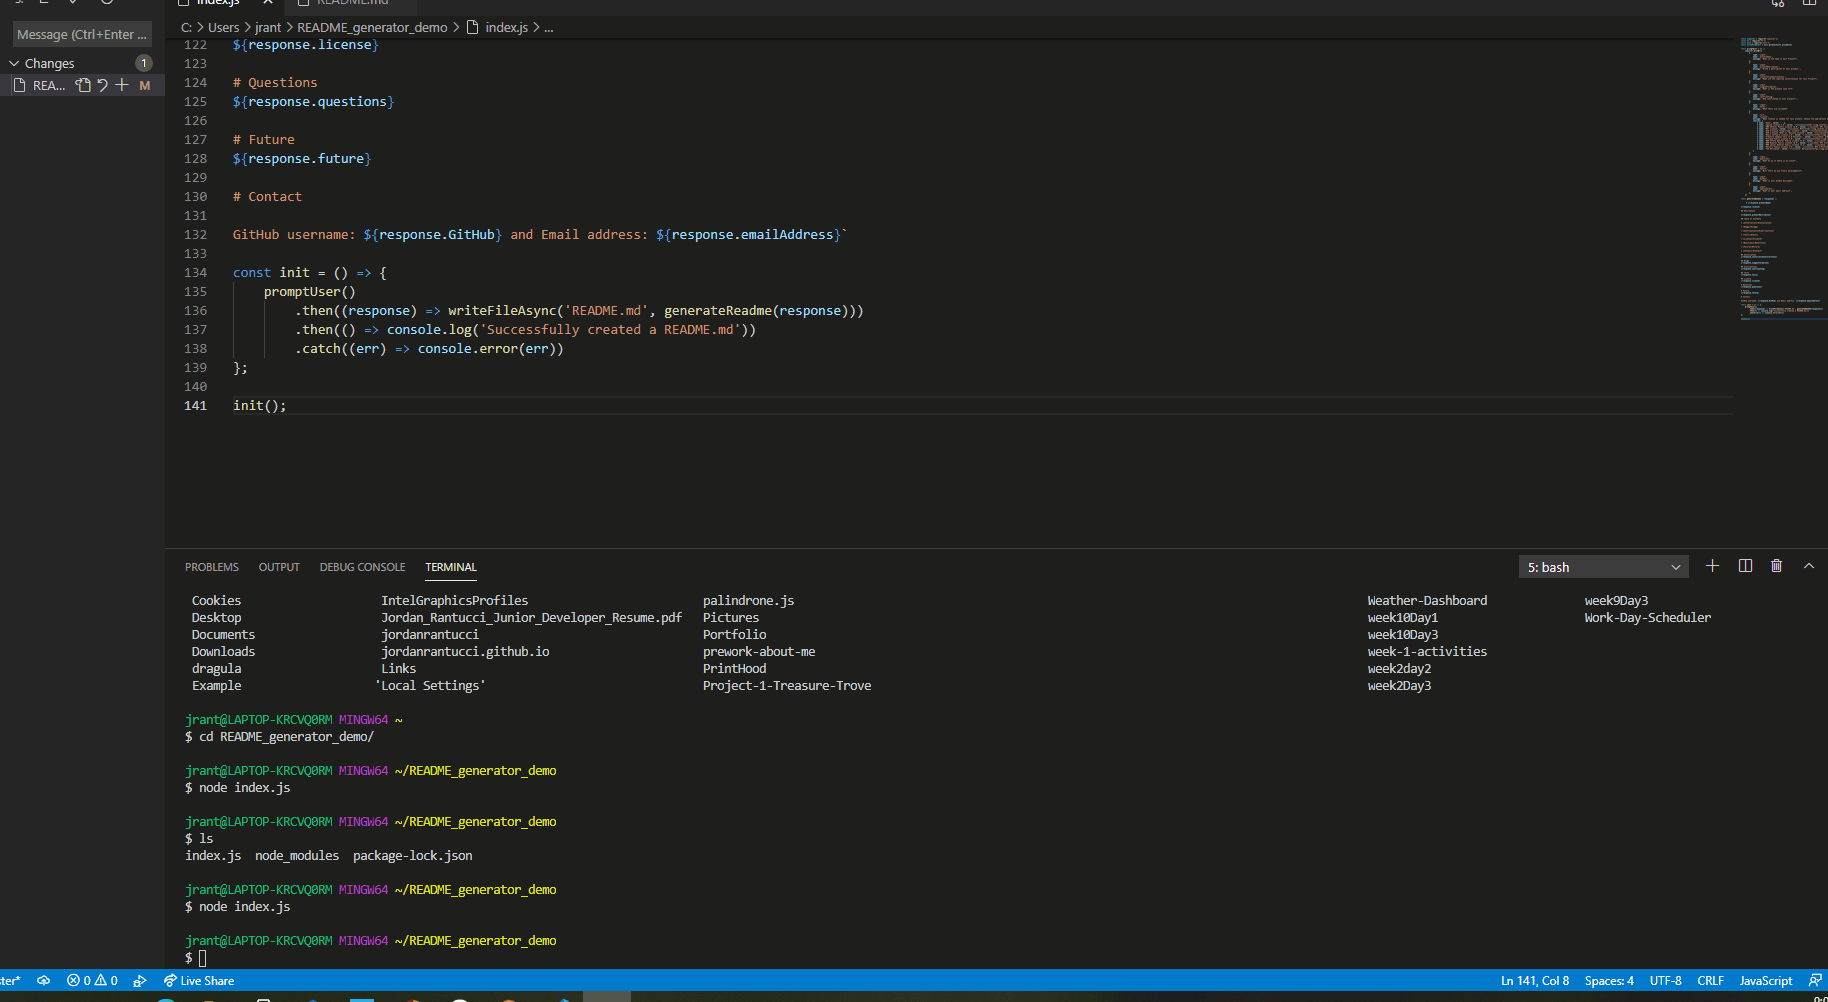 index.js
README.md
Message (Ctrl+Enter ...
C: > Users > jrant > README_generator_demo > index.js > ...
Changes 1
REA... M
122 ${response.license}
123
124 # Questions
125 ${response.questions}
126
127 # Future
128 ${response.future}
129
130 # Contact
131
132 GitHub username: ${response.GitHub} and Email address: ${response.emailAddress}`
133
134 const init = () => {
135 promptUser()
136 .then((response) => writeFileAsync('README.md', generateReadme(response)))
137 .then(() => console.log('Successfully created a README.md'))
138 .catch((err) => console.error(err))
139 };
140
141 init();
PROBLEMS OUTPUT DEBUG CONSOLE TERMINAL 5: bash
Cookies IntelGraphicsProfiles palindrone.js Weather-Dashboard week9Day3
Desktop Jordan_Rantucci_Junior_Developer_Resume.pdf Pictures week10Day1 Work-Day-Scheduler
Documents jordanrantucci Portfolio week10Day3
Downloads jordanrantucci.github.io prework-about-me week-1-activities
dragula Links PrintHood week2day2
Example 'Local Settings' Project-1-Treasure-Trove week2Day3
jrant@LAPTOP-KRCVQ0RM MINGW64 ~
$ cd README_generator_demo/
jrant@LAPTOP-KRCVQ0RM MINGW64 ~/README_generator_demo
$ node index.js
jrant@LAPTOP-KRCVQ0RM MINGW64 ~/README_generator_demo
$ ls
index.js node_modules package-lock.json
jrant@LAPTOP-KRCVQ0RM MINGW64 ~/README_generator_demo
$ node index.js
jrant@LAPTOP-KRCVQ0RM MINGW64 ~/README_generator_demo
$
ter* 0 0 Live Share Ln 141, Col 8 Spaces: 4 UTF-8 CRLF JavaScript